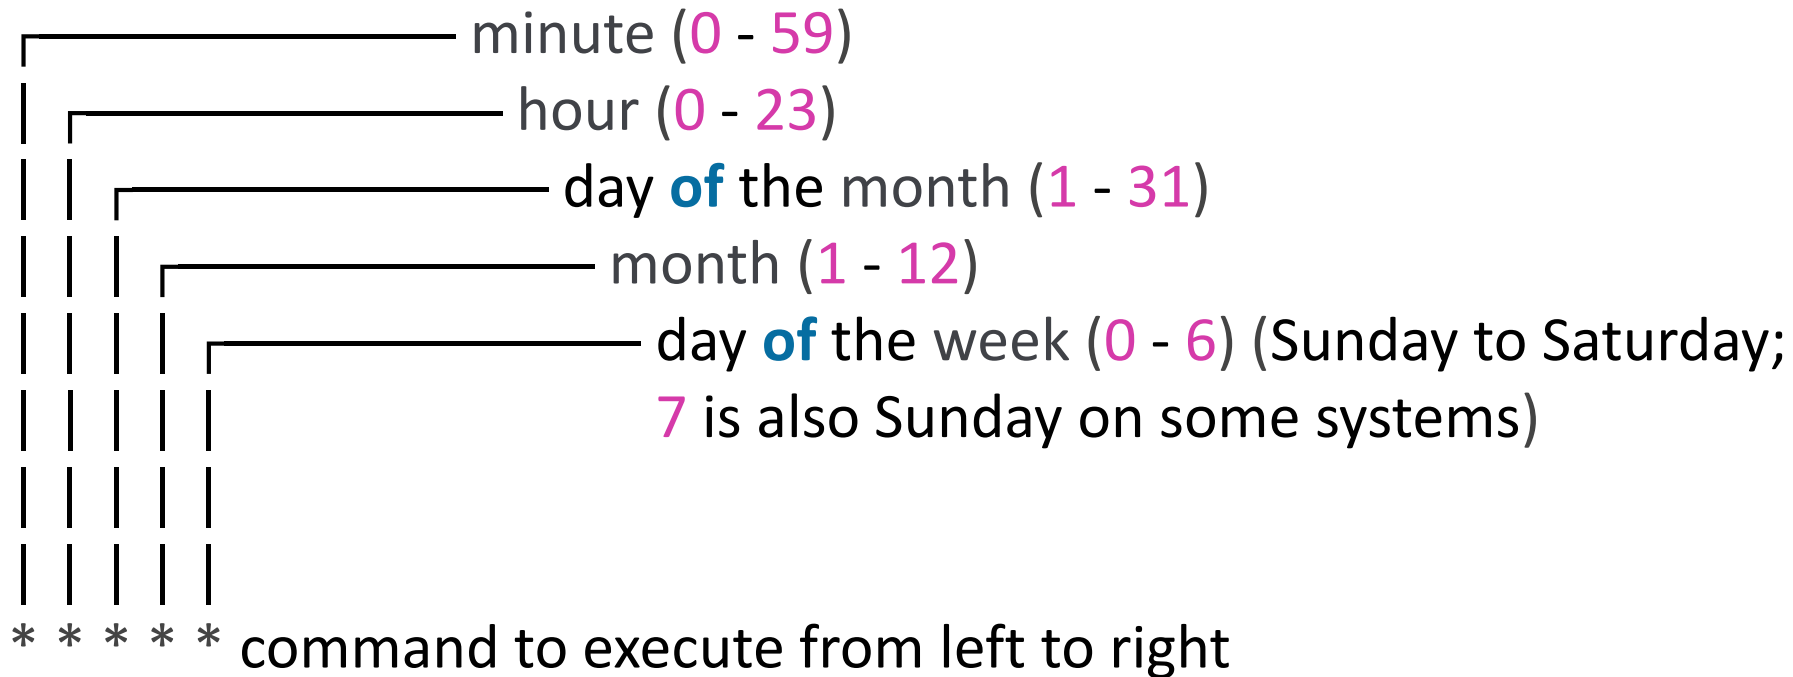 minute (0 - 59)
hour (0 - 23)
day of the month (1 - 31)
month (1 - 12)
day of the week (0 - 6) (Sunday to Saturday;
7 is also Sunday on some systems)
* * * * * command to execute from left to right